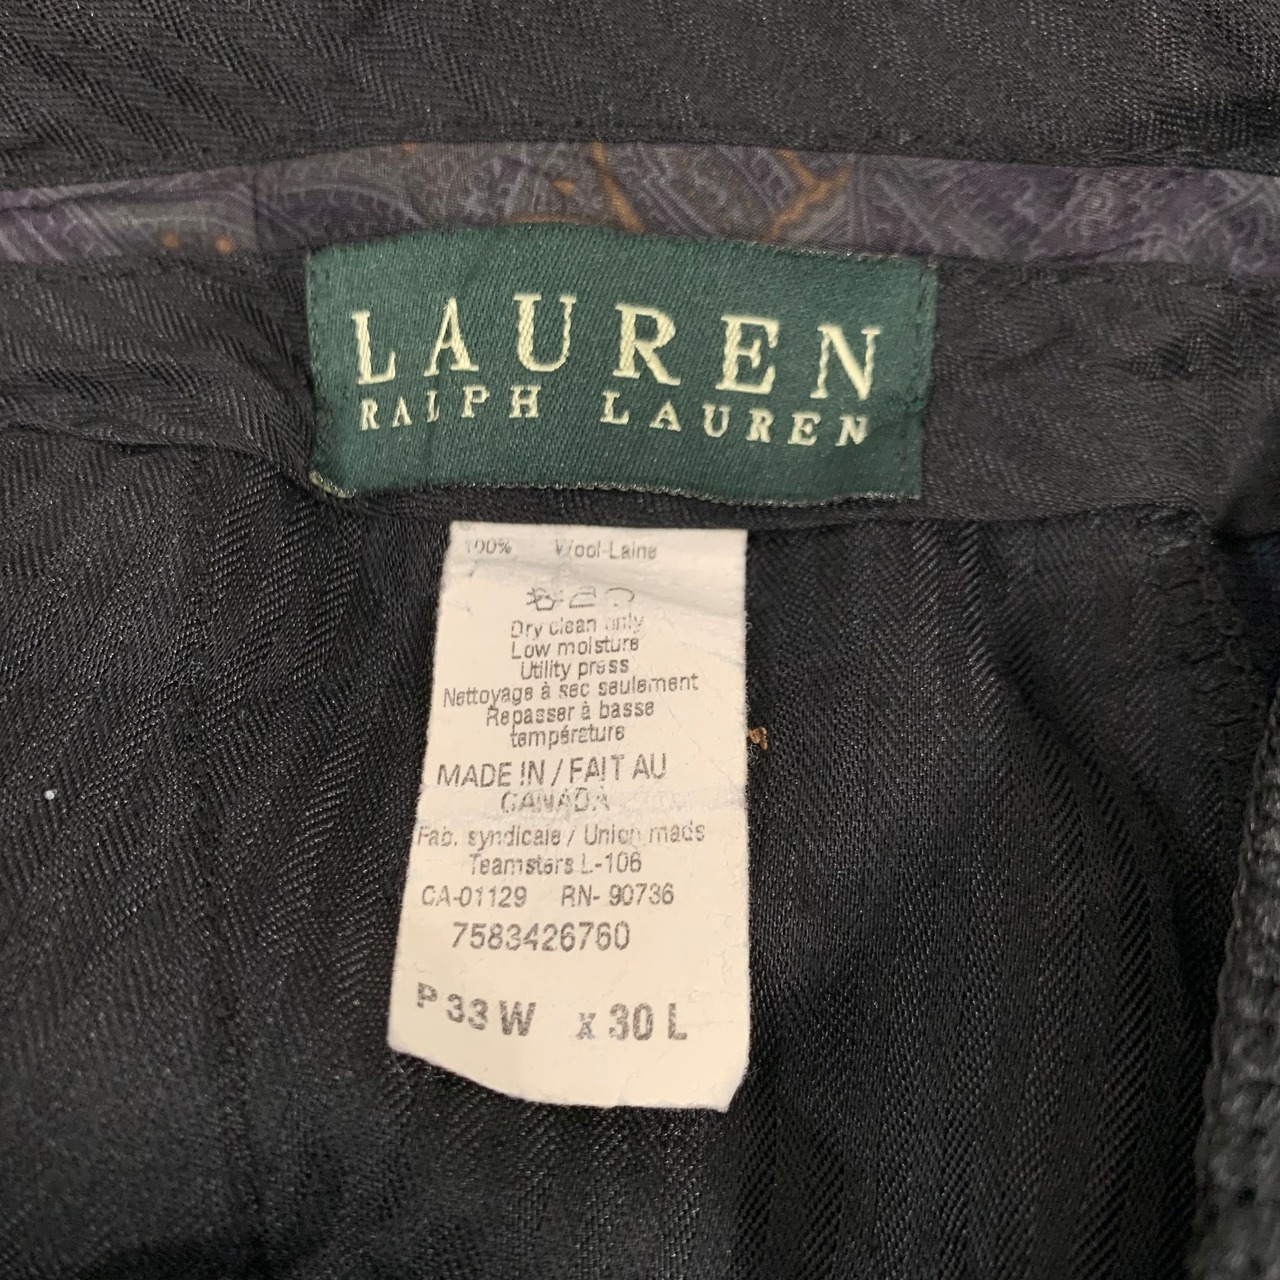 LAUREN
RALPH LAUREN
100% Wool-Laine
Dry clean only
Low moisture
Utility press
Nettoyage à sec seulement
Repasser à basse
température
MADE IN / FAIT AU
CANADA
Fab. syndicale / Union made
Teamsters L-106
CA-01129 RN- 90736
7583426760
P 33 W x 30 L